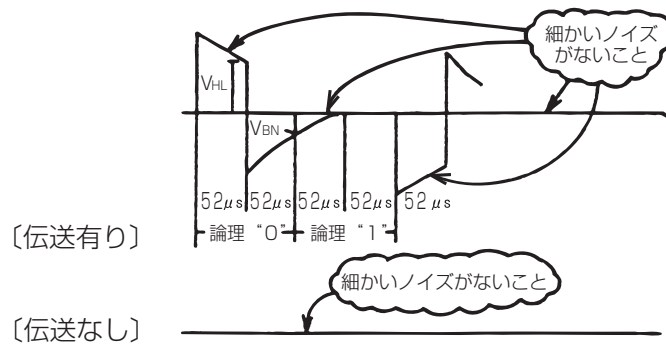 細かいノイズ
がないこと
VHL
VBN
52μs 52μs 52μs 52μs 52 μs
〔伝送有り〕
論理 “0” 論理 “1”
細かいノイズがないこと
〔伝送なし〕